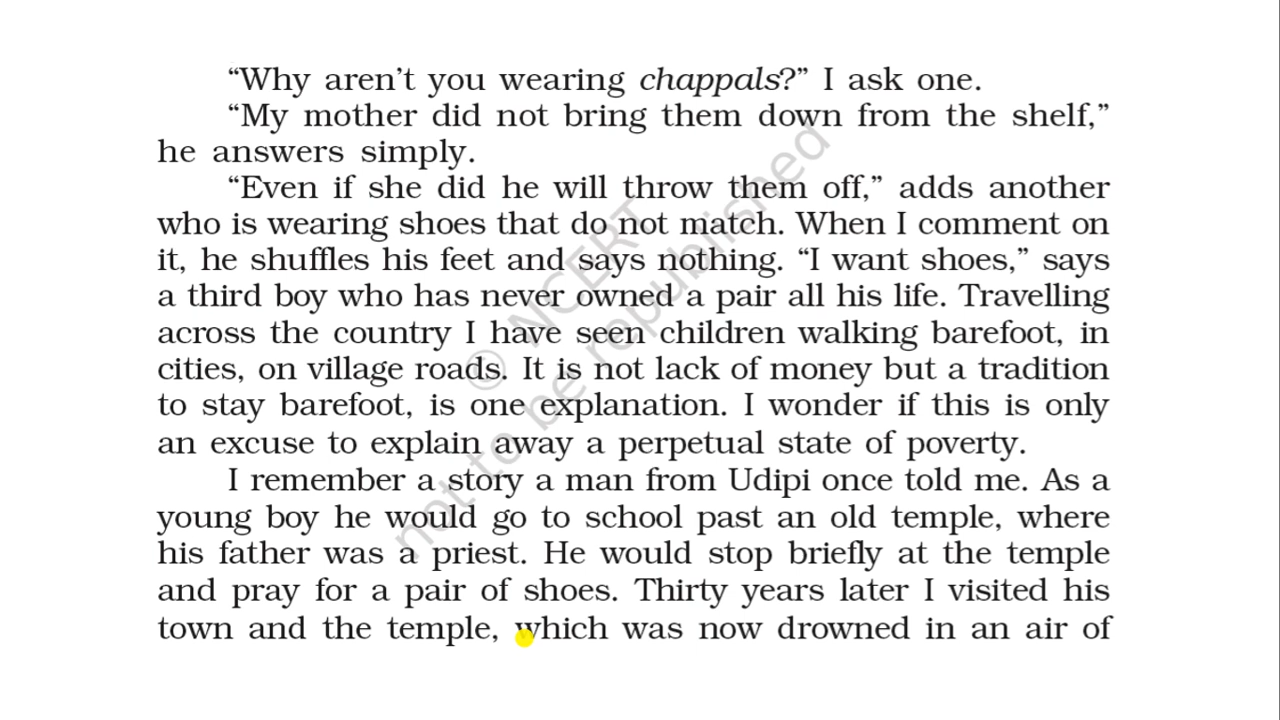 “Why aren’t you wearing chappals?” I ask one.
“My mother did not bring them down from the shelf,”
he answers simply.
“Even if she did he will throw them off,” adds another
who is wearing shoes that do not match. When I comment on
it, he shuffles his feet and says nothing. “I want shoes,” says
a third boy who has never owned a pair all his life. Travelling
across the country I have seen children walking barefoot, in
cities, on village roads. It is not lack of money but a tradition
to stay barefoot, is one explanation. I wonder if this is only
an excuse to explain away a perpetual state of poverty.
I remember a story a man from Udipi once told me. As a
young boy he would go to school past an old temple, where
his father was a priest. He would stop briefly at the temple
and pray for a pair of shoes. Thirty years later I visited his
town and the temple, which was now drowned in an air of
© NCERT
not to be republished